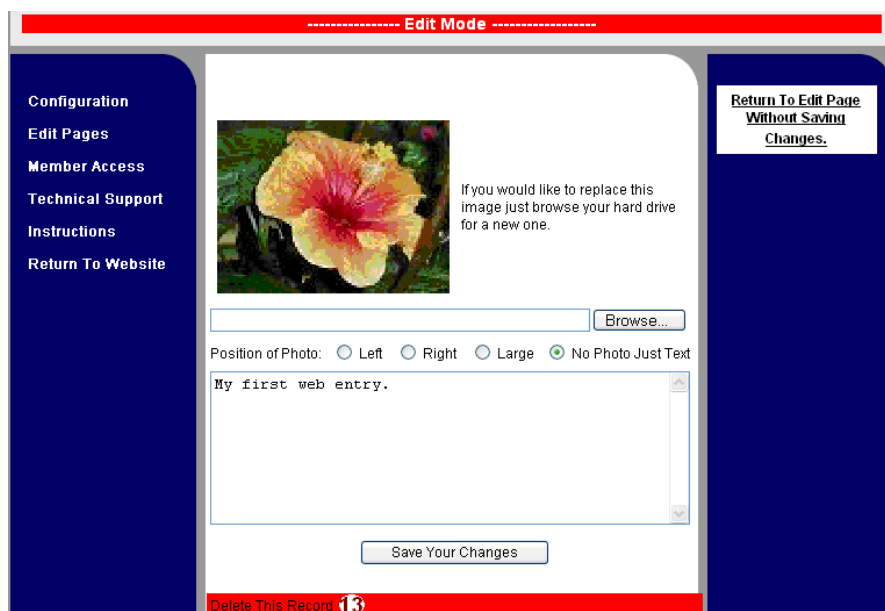 ---------------- Edit Mode ------------------
Configuration
Edit Pages
Member Access
Technical Support
Instructions
Return To Website
If you would like to replace this
image just browse your hard drive
for a new one.
Browse...
Position of Photo: Left Right Large No Photo Just Text
My first web entry.
Save Your Changes
Delete This Record 13
Return To Edit Page
Without Saving
Changes.